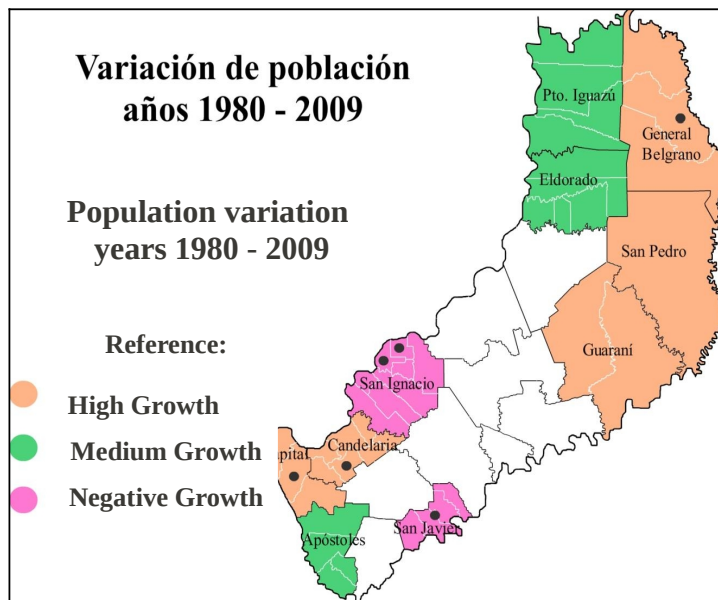 Variación de población
años 1980 - 2009
Population variation
years 1980 - 2009
Reference:
High Growth
Medium Growth
Negative Growth
Pto. Iguazú
General
Belgrano
Eldorado
San Pedro
Guaraní
San Ignacio
Candelaria
apital
San Javier
Apóstoles